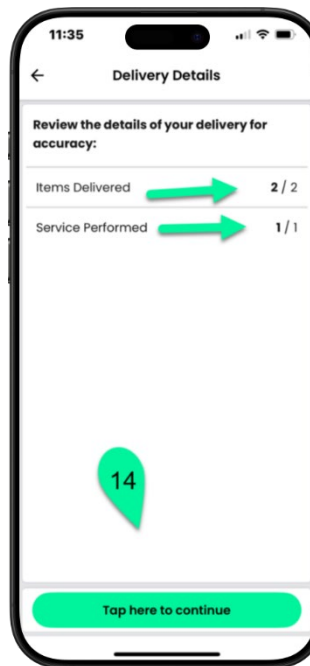 11:35
Delivery Details
Review the details of your delivery for
accuracy:
Items Delivered 2 / 2
Service Performed 1 / 1
14
Tap here to continue